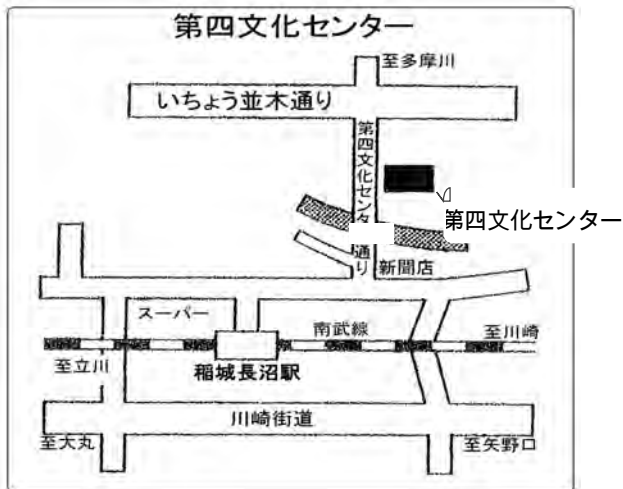 第四文化センター
至多摩川
いちょう並木通り
第四文化センター通り
第四文化センター
新聞店
スーパー
南武線
至川崎
至立川
稲城長沼駅
川崎街道
至大丸
至矢野口